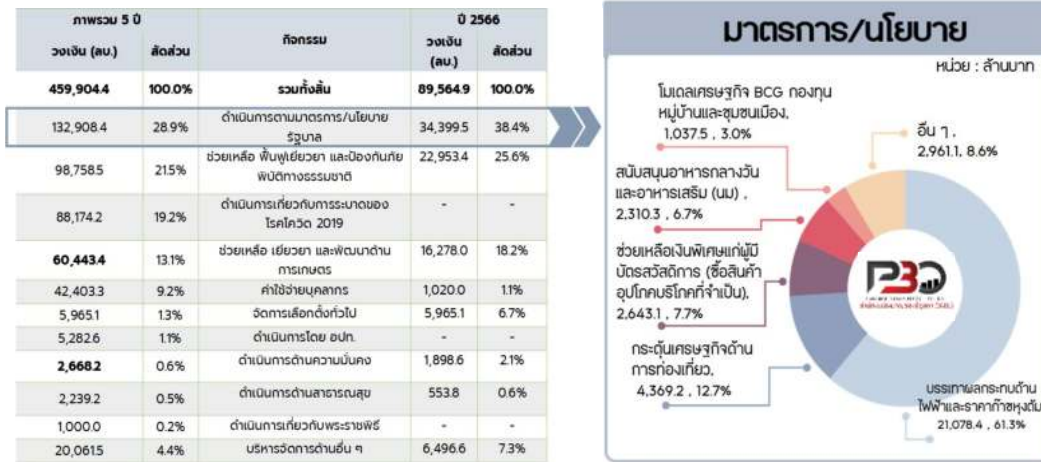 ภาพรวม 5 ปี กิจกรรม ปี 2566
วงเงิน (ลบ.) สัดส่วน วงเงิน (ลบ.) สัดส่วน
459,904.4 100.0% รวมทั้งสิ้น 89,564.9 100.0%
132,908.4 28.9% ดำเนินการตามมาตรการ/นโยบาย
รัฐบาล 34,399.5 38.4%
98,758.5 21.5% ช่วยเหลือ ฟื้นฟูเยียวยา และป้องกันภัย
พิบัติทางธรรมชาติ 22,953.4 25.6%
88,174.2 19.2% ดำเนินการเกี่ยวกับการระบาดของ
โรคโควิด 2019 - -
60,443.4 13.1% ช่วยเหลือ เยียวยา และพัฒนาด้าน
การเกษตร 16,278.0 18.2%
42,403.3 9.2% ค่าใช้จ่ายบุคลากร 1,020.0 1.1%
5,965.1 1.3% จัดการเลือกตั้งทั่วไป 5,965.1 6.7%
5,282.6 1.1% ดำเนินการโดย อปท. - -
2,668.2 0.6% ดำเนินการด้านความมั่นคง 1,898.6 2.1%
2,239.2 0.5% ดำเนินการด้านสาธารณสุข 553.8 0.6%
1,000.0 0.2% ดำเนินการเกี่ยวกับพระราชพิธี - -
20,061.5 4.4% บริหารจัดการด้านอื่น ๆ 6,496.6 7.3%
มาตรการ/นโยบาย
หน่วย : ล้านบาท
โมเดลเศรษฐกิจ BCG กองทุน
หมู่บ้านและชุมชนเมือง,
1,037.5 , 3.0%
อื่น ๆ ,
2,961.1, 8.6%
สนับสนุนอาหารกลางวัน
และอาหารเสริม (นม) ,
2,310.3 , 6.7%
ช่วยเหลือเงินพิเศษแก่ผู้มี
บัตรสวัสดิการ (ซื้อสินค้า
อุปโภคบริโภคที่จำเป็น),
2,643.1 , 7.7%
กระตุ้นเศรษฐกิจด้าน
การท่องเที่ยว,
4,369.2 , 12.7%
PBO
บรรเทาผลกระทบด้าน
ไฟฟ้าและราคาก๊าซหุงต้ม
21,078.4 , 61.3%